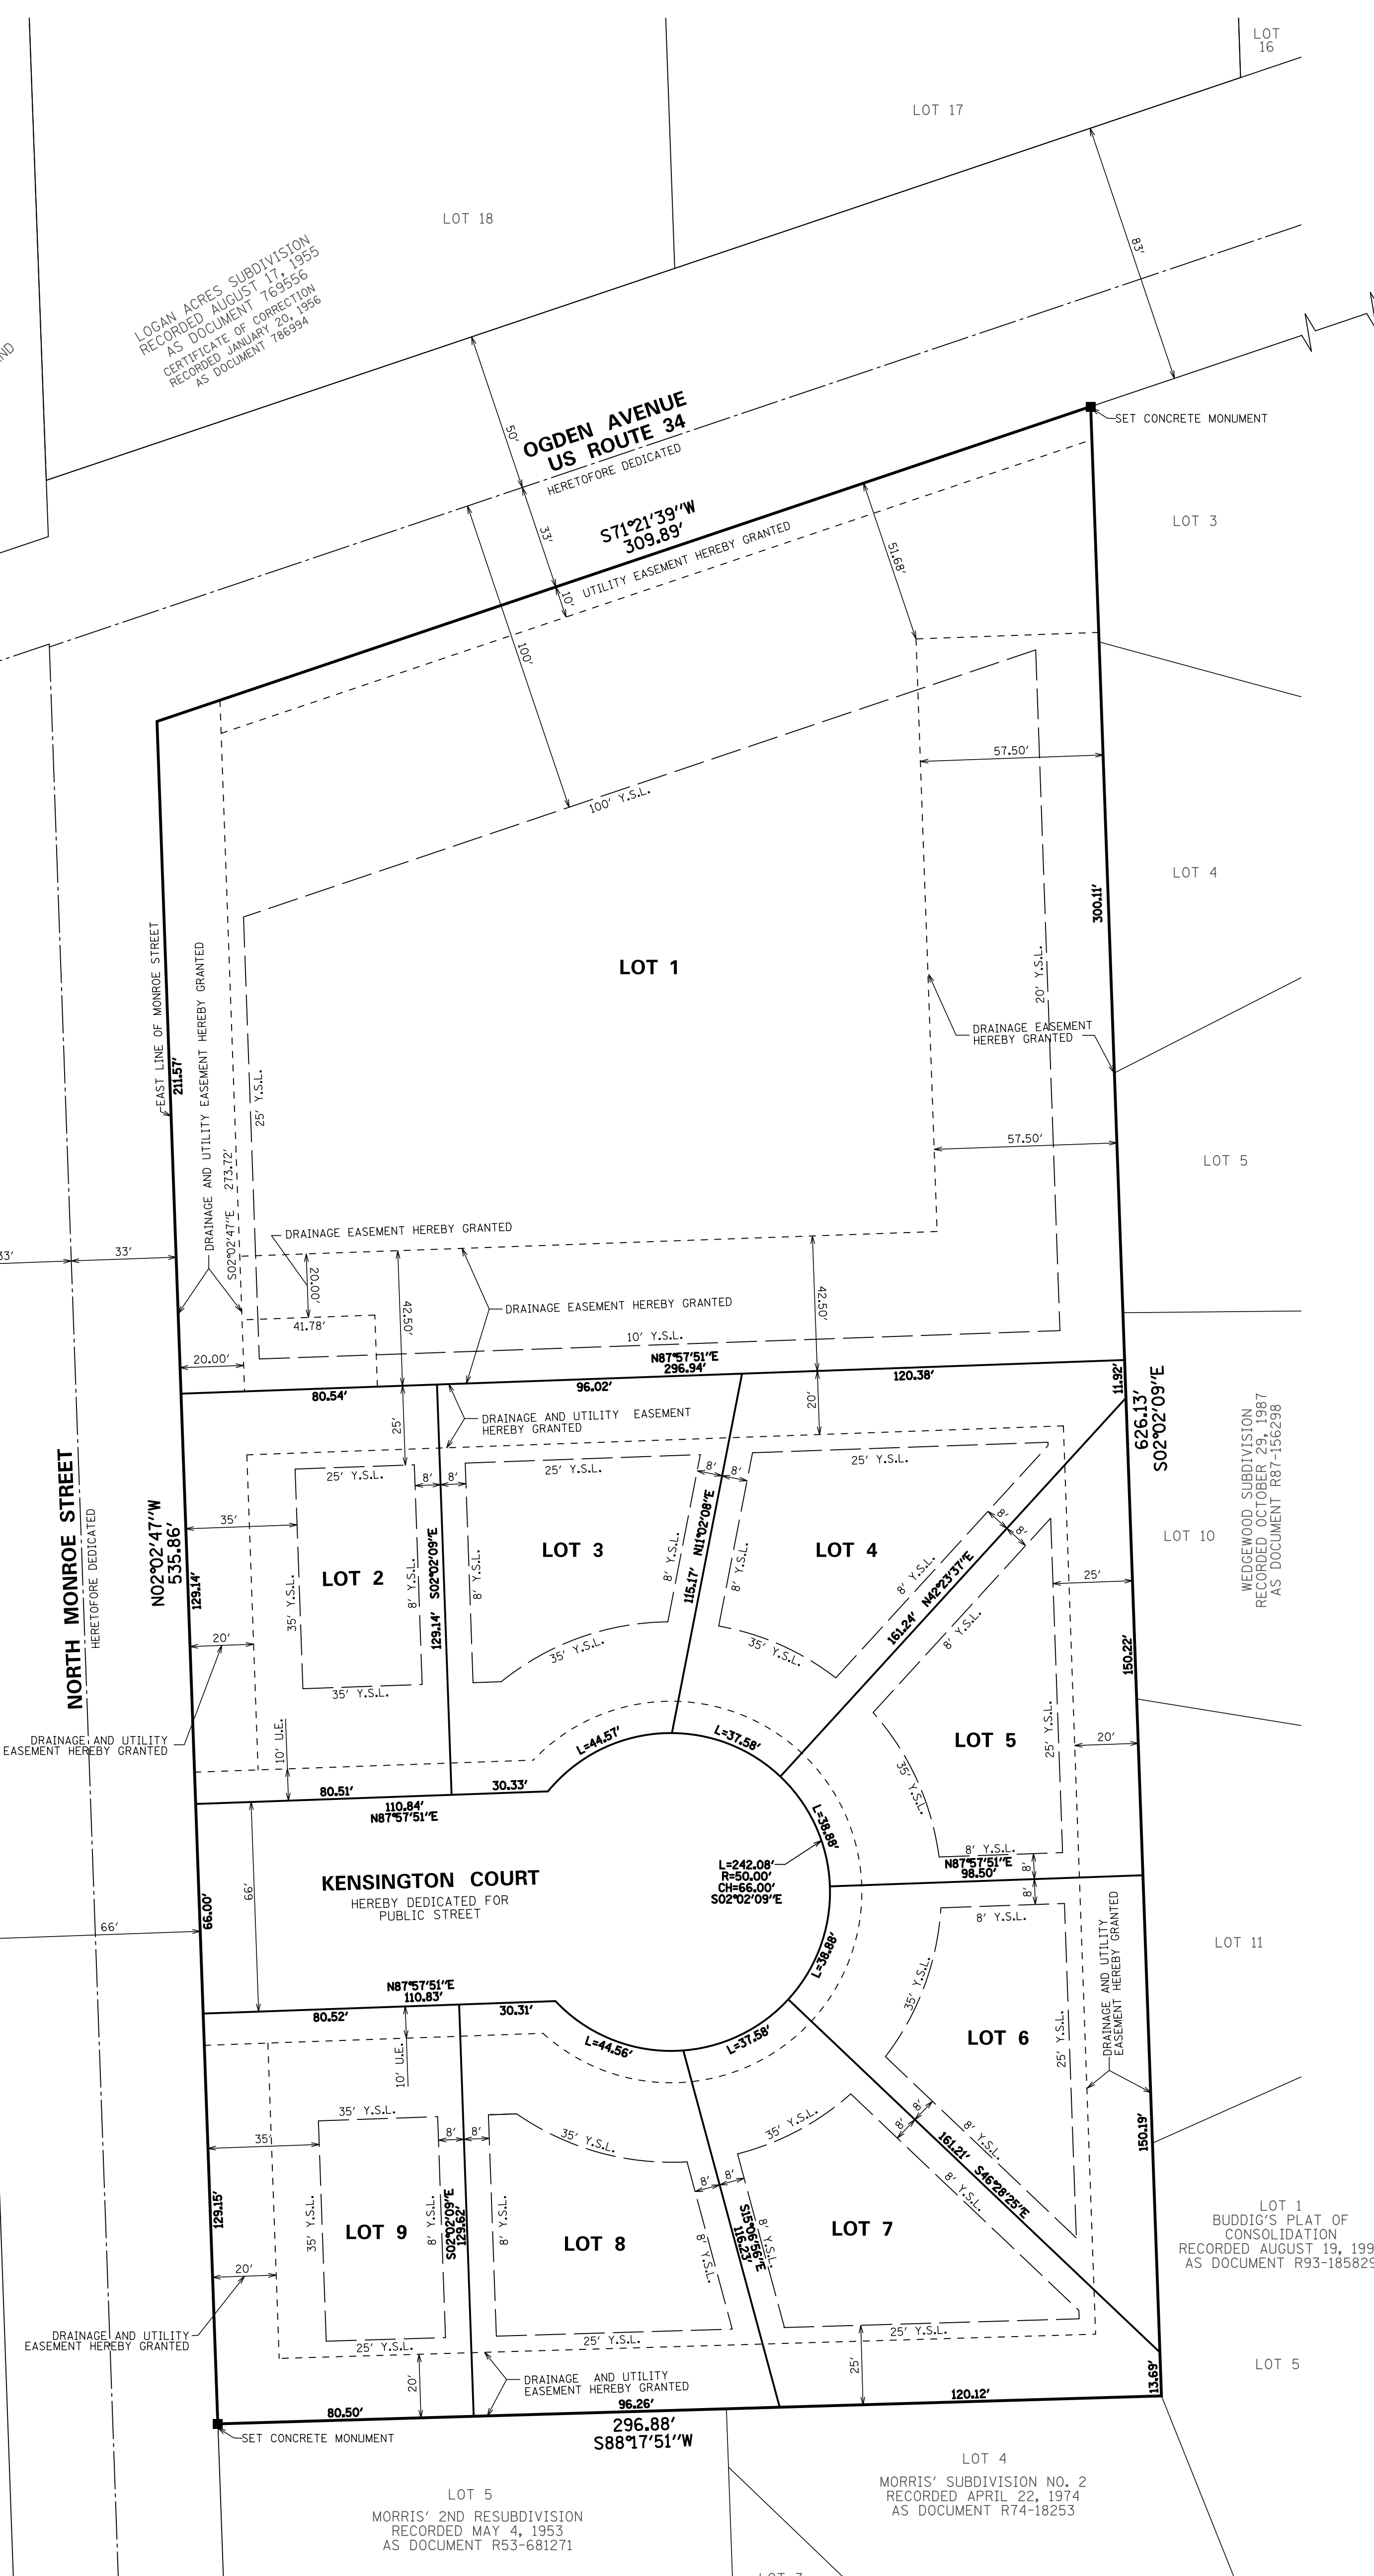 LOT
16
LOT 17
LOT 18
83'
LOGAN ACRES SUBDIVISION
RECORDED AUGUST 17, 1955
AS DOCUMENT 769556
CERTIFICATE OF CORRECTION
RECORDED JANUARY 20, 1956
AS DOCUMENT 786994
ND
50'
OGDEN AVENUE
US ROUTE 34
HERETOFORE DEDICATED
SET CONCRETE MONUMENT
S71°21'39"W
309.89'
33'
UTILITY EASEMENT HEREBY GRANTED
10'
51.68'
100'
LOT 3
57.50'
100' Y.S.L.
LOT 4
300.11'
EAST LINE OF MONROE STREET
211.57'
DRAINAGE AND UTILITY EASEMENT HEREBY GRANTED
S02°02'47"E 273.72'
25' Y.S.L.
LOT 1
20' Y.S.L.
DRAINAGE EASEMENT
HEREBY GRANTED
57.50'
LOT 5
33'
33'
DRAINAGE EASEMENT HEREBY GRANTED
20.00'
41.78'
42.50'
DRAINAGE EASEMENT HEREBY GRANTED
42.50'
10' Y.S.L.
20.00'
N87°57'51"E
296.94'
80.54'
96.02'
120.38'
11.92'
626.13'
S02°02'09"E
25'
DRAINAGE AND UTILITY EASEMENT
HEREBY GRANTED
20'
WEDGEWOOD SUBDIVISION
RECORDED OCTOBER 29, 1987
AS DOCUMENT R87-156298
NORTH MONROE STREET
HERETOFORE DEDICATED
N02°02'47"W
535.86'
129.14'
35'
25' Y.S.L.
8'
8'
25' Y.S.L.
8'
8'
25' Y.S.L.
8'
8'
LOT 2
35' Y.S.L.
8' Y.S.L.
35' Y.S.L.
129.14' S02°02'09"E
8' Y.S.L.
LOT 3
8' Y.S.L.
35' Y.S.L.
115.17' N11°02'08"E
8' Y.S.L.
LOT 4
35' Y.S.L.
8' Y.S.L.
161.24' N42°23'37"E
8' Y.S.L.
LOT 10
25'
150.22'
20'
DRAINAGE AND UTILITY
EASEMENT HEREBY GRANTED
10' U.E.
L=44.57'
L=37.58'
LOT 5
35' Y.S.L.
25' Y.S.L.
20'
80.51'
30.33'
110.84'
N87°57'51"E
L=38.88'
8' Y.S.L.
8'
N87°57'51"E
98.50'
8'
8' Y.S.L.
KENSINGTON COURT
HEREBY DEDICATED FOR
PUBLIC STREET
L=242.08'
R=50.00'
CH=66.00'
S02°02'09"E
66'
66.00'
66'
L=38.88'
DRAINAGE AND UTILITY
EASEMENT HEREBY GRANTED
LOT 11
N87°57'51"E
110.83'
80.52'
30.31'
L=44.56'
L=37.58'
10' U.E.
35' Y.S.L.
LOT 6
25' Y.S.L.
8'
8'
8' Y.S.L.
161.21' S46°28'25"E
8' Y.S.L.
150.19'
35'
35' Y.S.L.
8'
8'
35' Y.S.L.
8'
8'
35' Y.S.L.
129.15'
35' Y.S.L.
LOT 9
8' Y.S.L.
S02°02'09"E
129.62'
8' Y.S.L.
LOT 8
8' Y.S.L.
S15°06'56"E
116.23'
8' Y.S.L.
LOT 7
LOT 1
BUDDIG'S PLAT OF
CONSOLIDATION
RECORDED AUGUST 19, 199
AS DOCUMENT R93-185829
20'
DRAINAGE AND UTILITY
EASEMENT HEREBY GRANTED
25' Y.S.L.
25' Y.S.L.
25' Y.S.L.
20'
DRAINAGE AND UTILITY
EASEMENT HEREBY GRANTED
25'
13.69'
LOT 5
80.50'
96.26'
120.12'
296.88'
S88°17'51"W
SET CONCRETE MONUMENT
LOT 4
MORRIS' SUBDIVISION NO. 2
RECORDED APRIL 22, 1974
AS DOCUMENT R74-18253
LOT 5
MORRIS' 2ND RESUBDIVISION
RECORDED MAY 4, 1953
AS DOCUMENT R53-681271